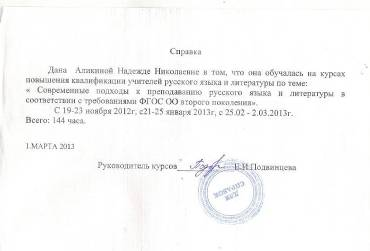 Справка
Дана Аликиной Надежде Николаевне в том, что она обучалась на курсах
повышения квалификации учителей русского языка и литературы по теме:
« Современные подходы к преподаванию русского языка и литературы в
соответствии с требованиями ФГОС ОО второго поколения».
С 19-23 ноября 2012г, с21-25 января 2013г, с 25.02 - 2.03.2013г.
Всего: 144 часа.
1.МАРТА 2013
Руководитель курсов Е.И.Подвинцева
ДЛЯ
СПРАВОК